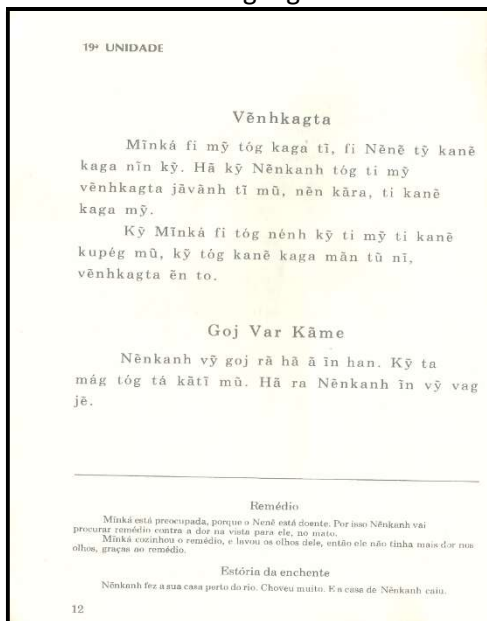 19ª UNIDADE
Vẽnhkagta
Mĩnká fi mỹ tóg kaga tĩ, fi Nẽnẽ tỹ kanẽ
kaga nĩn kỹ. Hã kỹ Nẽnkanh tóg ti mỹ
vẽnhkagta jãvãnh tĩ mũ, nẽn kãra, ti kanẽ
kaga mỹ.
Kỹ Mĩnká fi tóg nénh kỹ ti mỹ ti kanẽ
kupég mũ, kỹ tóg kanẽ kaga mãn tũ nĩ,
vẽnhkagta ẽn to.
Goj Var Kãme
Nẽnkanh vỹ goj rã hã ã ĩn han. Kỹ ta
mág tóg tá kãtĩ mũ. Hã ra Nẽnkanh ĩn vỹ vag
jẽ.
Remédio
Mĩnká está preocupada, porque o Nenê está doente. Por isso Nẽnkanh vai
procurar remédio contra a dor na vista para ele, no mato.
Mĩnká cozinhou o remédio, e lavou os olhos dele, então ele não tinha mais dor nos
olhos, graças ao remédio.
Estória da enchente
Nẽnkanh fez a sua casa perto do rio. Choveu muito. E a casa de Nẽnkanh caiu.
12